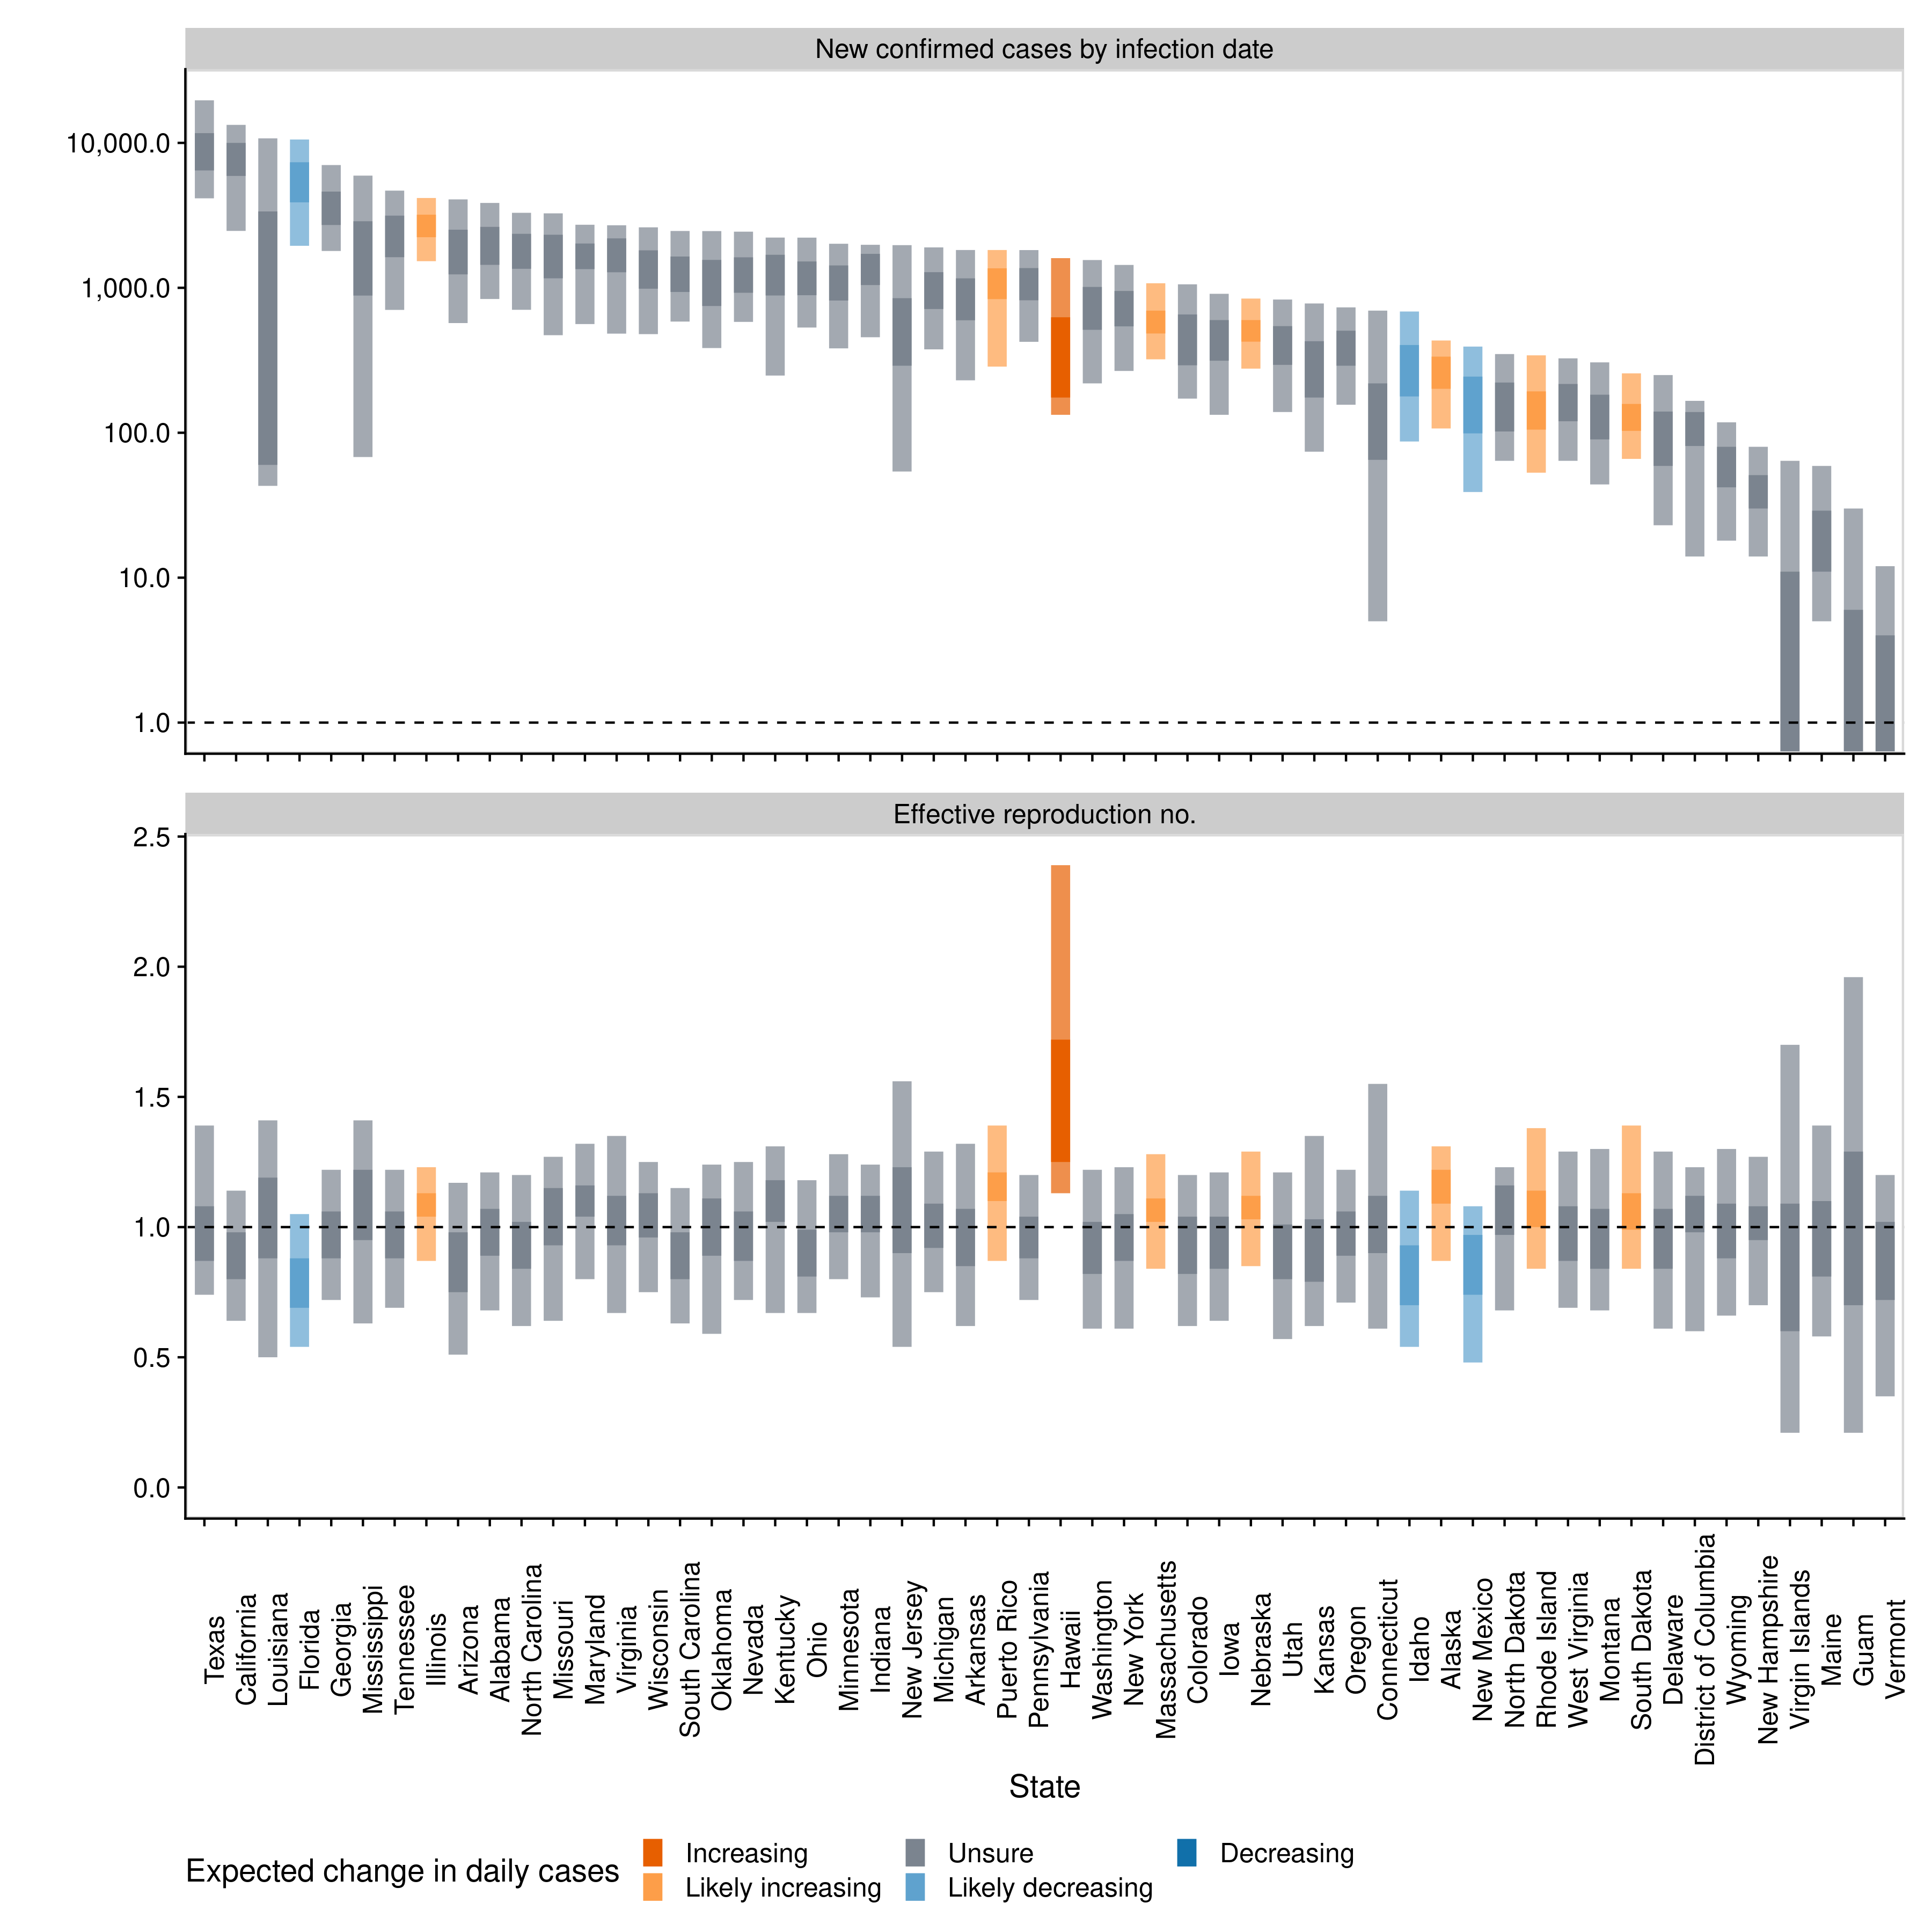 New confirmed cases by infection date
10,000.0
1,000.0
100.0
10.0
1.0
Effective reproduction no.
2.5
2.0
1.5
1.0
0.5
0.0
Texas
California
Louisiana
Florida
Georgia
Mississippi
Tennessee
Illinois
Arizona
Alabama
North Carolina
Missouri
Maryland
Virginia
Wisconsin
South Carolina
Oklahoma
Nevada
Kentucky
Ohio
Minnesota
Indiana
New Jersey
Michigan
Arkansas
Puerto Rico
Pennsylvania
Hawaii
Washington
New York
Massachusetts
Colorado
Iowa
Nebraska
Utah
Kansas
Oregon
Connecticut
Idaho
Alaska
New Mexico
North Dakota
Rhode Island
West Virginia
Montana
South Dakota
Delaware
District of Columbia
Wyoming
New Hampshire
Virgin Islands
Maine
Guam
Vermont
State
Expected change in daily cases
Increasing
Likely increasing
Unsure
Likely decreasing
Decreasing